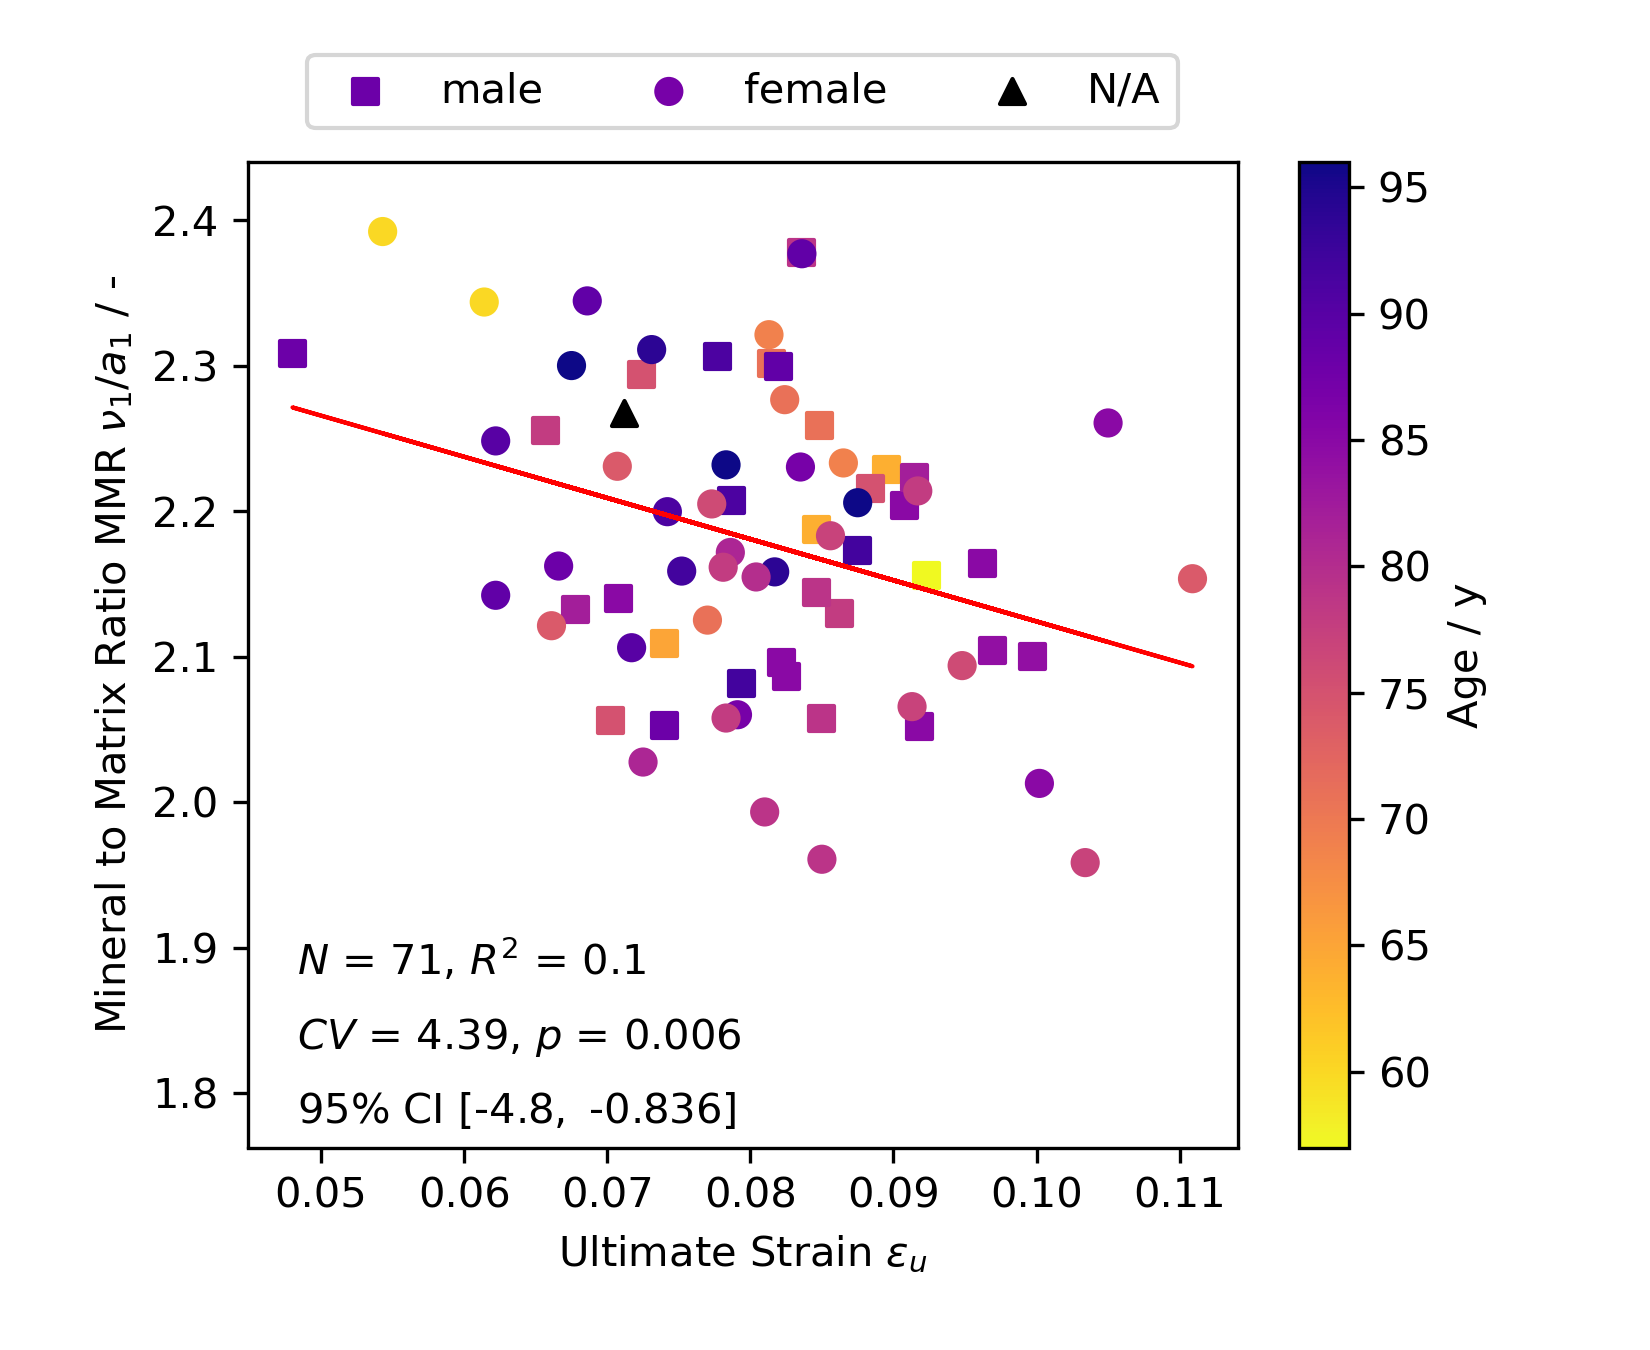 male female N/A
Mineral to Matrix Ratio MMR ν₁/a₁ / -
2.4
2.3
2.2
2.1
2.0
1.9
1.8
N = 71, R² = 0.1
CV = 4.39, p = 0.006
95% CI [-4.8, -0.836]
0.05 0.06 0.07 0.08 0.09 0.10 0.11
Ultimate Strain εᵤ
95
90
85
80
75
70
65
60
Age / y